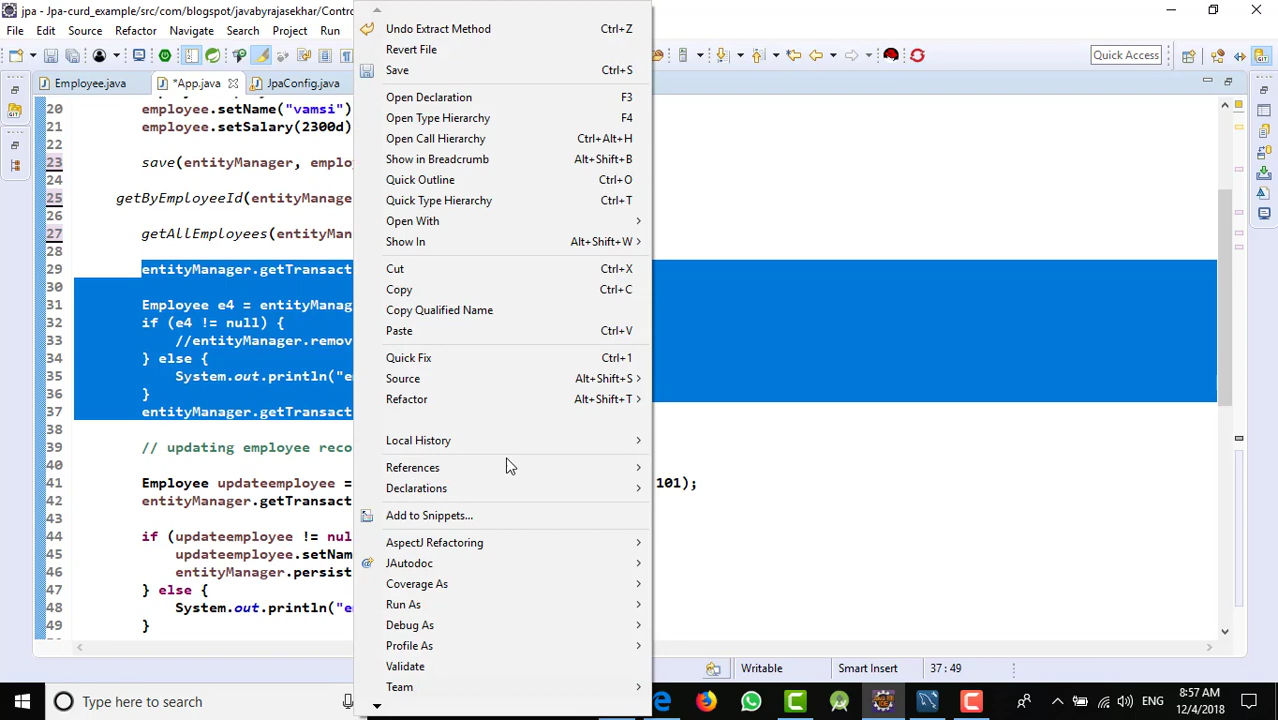 jpa - Jpa-curd_example/src/com/blogspot/javabyrajasekhar/Contro
File Edit Source Refactor Navigate Search Project Run
Quick Access
Employee.java *App.java JpaConfig.java
20 employee.setName("vamsi")
21 employee.setSalary(2300d)
22
23 save(entityManager, emplo
24
25 getByEmployeeId(entityManage
26
27 getAllEmployees(entityMan
28
29 entityManager.getTransact
30
31 Employee e4 = entityManag
32 if (e4 != null) {
33 //entityManager.remov
34 } else {
35 System.out.println("e
36 }
37 entityManager.getTransact
38
39 // updating employee reco
40
41 Employee updateemployee = 101);
42 entityManager.getTransact
43
44 if (updateemployee != nul
45 updateemployee.setNam
46 entityManager.persist
47 } else {
48 System.out.println("e
49 }
Undo Extract Method Ctrl+Z
Revert File
Save Ctrl+S
Open Declaration F3
Open Type Hierarchy F4
Open Call Hierarchy Ctrl+Alt+H
Show in Breadcrumb Alt+Shift+B
Quick Outline Ctrl+O
Quick Type Hierarchy Ctrl+T
Open With
Show In Alt+Shift+W
Cut Ctrl+X
Copy Ctrl+C
Copy Qualified Name
Paste Ctrl+V
Quick Fix Ctrl+1
Source Alt+Shift+S
Refactor Alt+Shift+T
Local History
References
Declarations
Add to Snippets...
AspectJ Refactoring
JAutodoc
Coverage As
Run As
Debug As
Profile As
Validate
Team
Writable Smart Insert 37 : 49
Type here to search
ENG
8:57 AM
12/4/2018